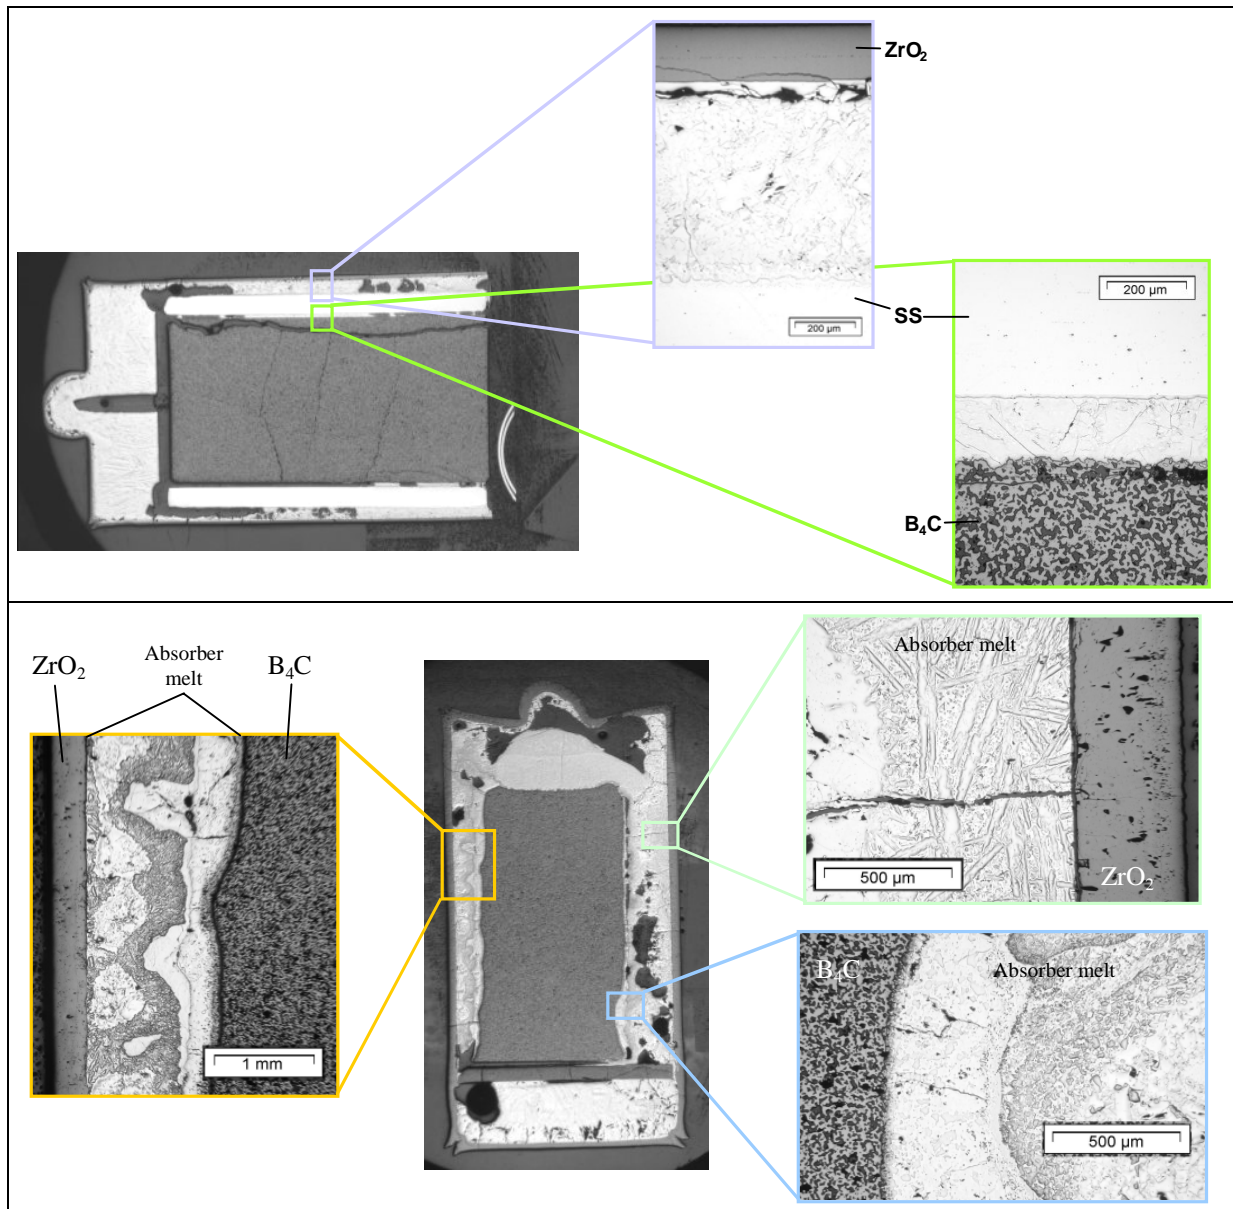 ZrO₂
200 µm
SS
200 µm
B₄C
ZrO₂
Absorber
melt
B₄C
1 mm
Absorber melt
500 µm
ZrO₂
B₄C
Absorber melt
500 µm